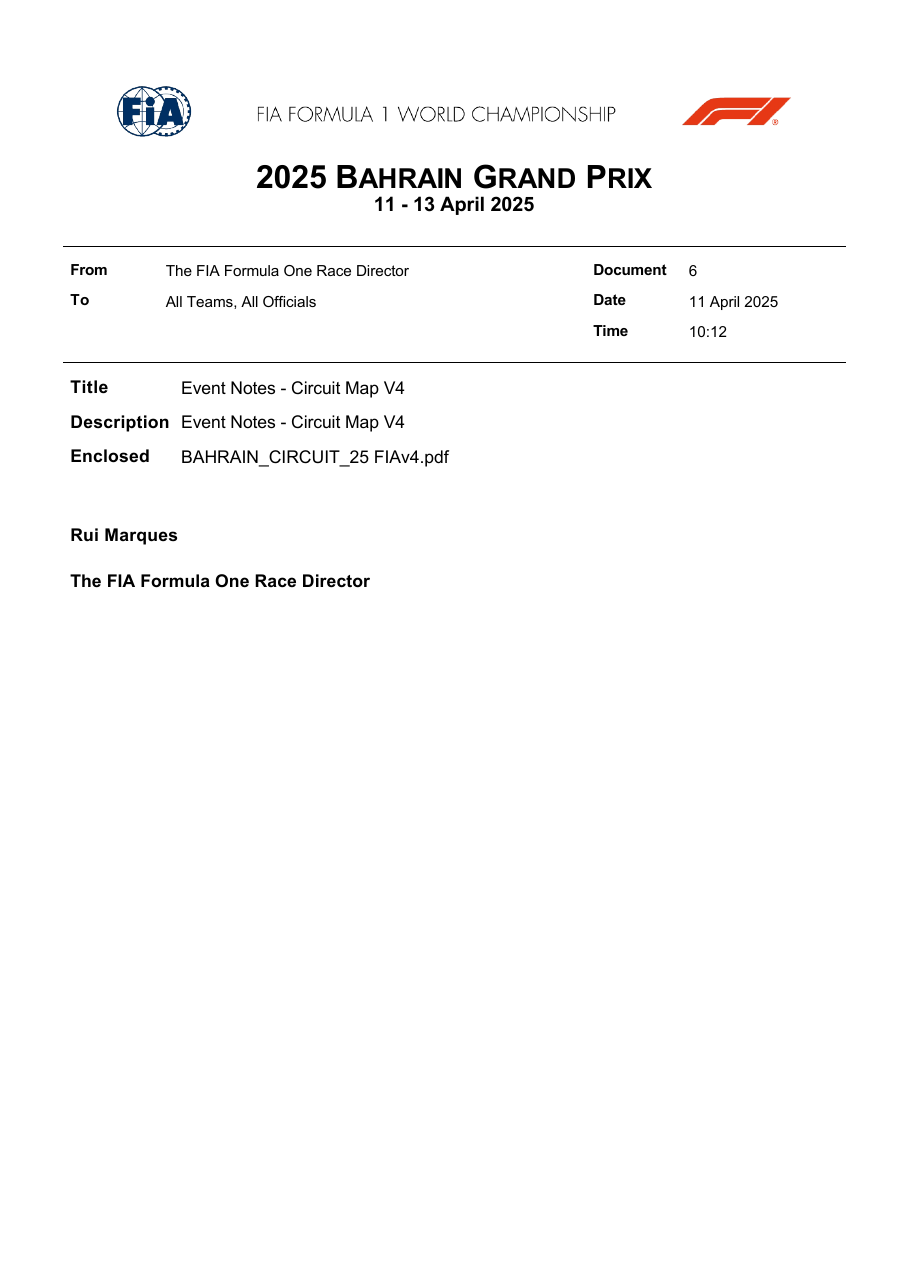 FIA
FIA FORMULA 1 WORLD CHAMPIONSHIP
F1
®
2025 BAHRAIN GRAND PRIX
11 - 13 April 2025
From The FIA Formula One Race Director Document 6
To All Teams, All Officials Date 11 April 2025
Time 10:12
Title Event Notes - Circuit Map V4
Description Event Notes - Circuit Map V4
Enclosed BAHRAIN_CIRCUIT_25 FIAv4.pdf
Rui Marques
The FIA Formula One Race Director